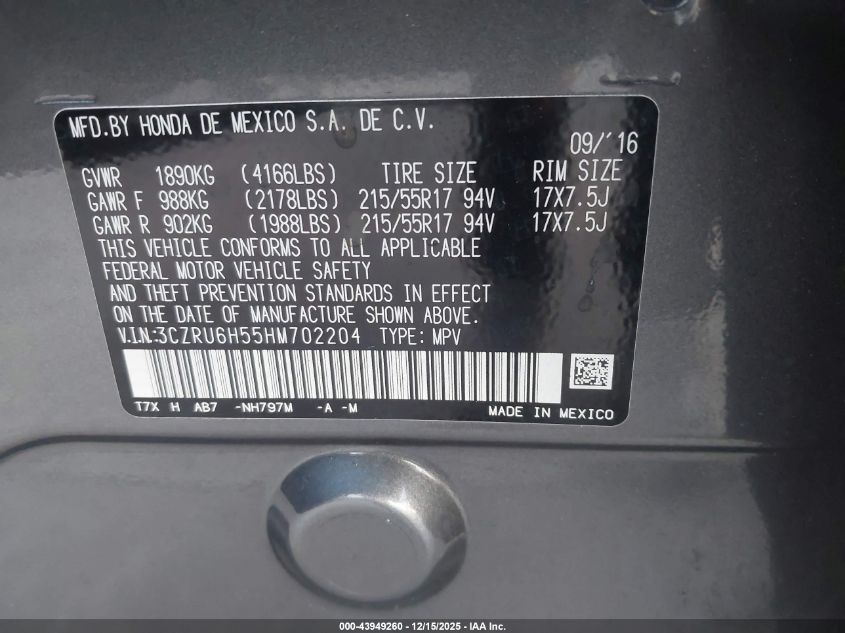 MFD.BY HONDA DE MEXICO S.A. DE C.V.
09/'16
GVWR 1890KG (4166LBS) TIRE SIZE RIM SIZE
GAWR F 988KG (2178LBS) 215/55R17 94V 17X7.5J
GAWR R 902KG (1988LBS) 215/55R17 94V 17X7.5J
THIS VEHICLE CONFORMS TO ALL APPLICABLE
FEDERAL MOTOR VEHICLE SAFETY
AND THEFT PREVENTION STANDARDS IN EFFECT
ON THE DATE OF MANUFACTURE SHOWN ABOVE.
V.I.N.:3CZRU6H55HM702204 TYPE: MPV
T7X H AB7 -NH797M -A -M
MADE IN MEXICO
000-43949260 - 12/15/2025 - IAA Inc.